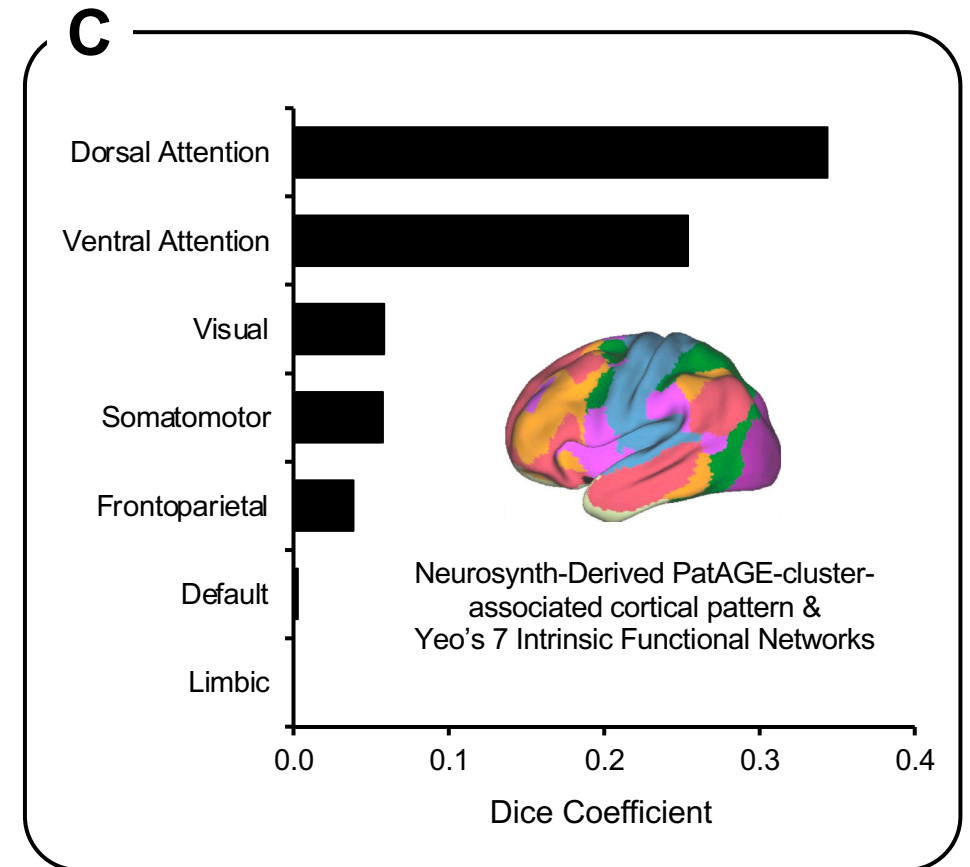 C
Dorsal Attention
Ventral Attention
Visual
Somatomotor
Frontoparietal
Default
Limbic
Neurosynth-Derived PatAGE-cluster-
associated cortical pattern &
Yeo's 7 Intrinsic Functional Networks
0.0 0.1 0.2 0.3 0.4
Dice Coefficient